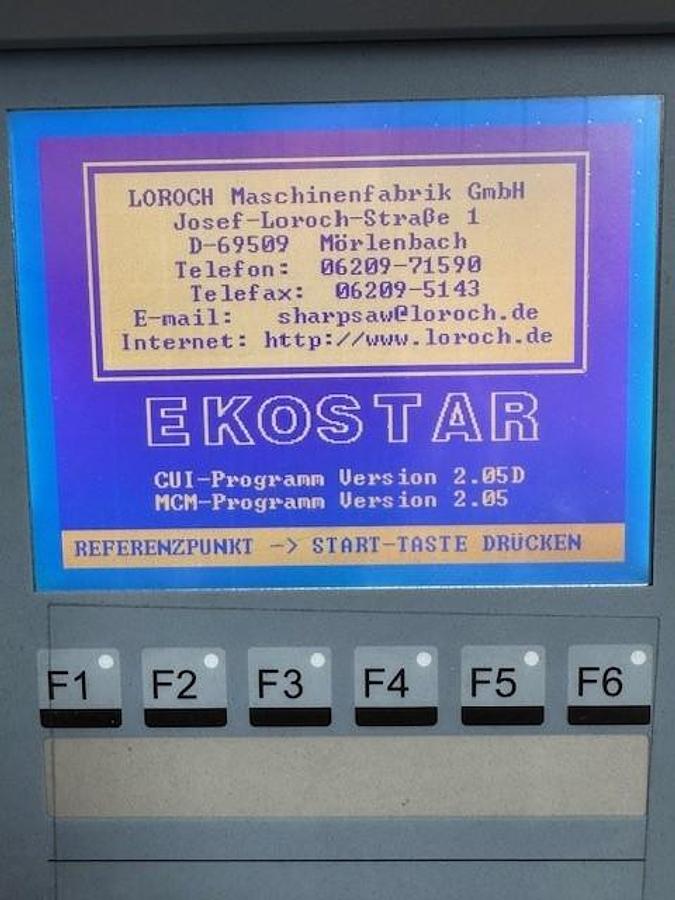 LOROCH Maschinenfabrik GmbH
Josef-Loroch-Straße 1
D-69509 Mörlenbach
Telefon: 06209-71590
Telefax: 06209-5143
E-mail: sharpsaw@loroch.de
Internet: http://www.loroch.de
EKOSTAR
CUI-Programm Version 2.05D
MCM-Programm Version 2.05
REFERENZPUNKT -> START-TASTE DRÜCKEN
F1 F2 F3 F4 F5 F6